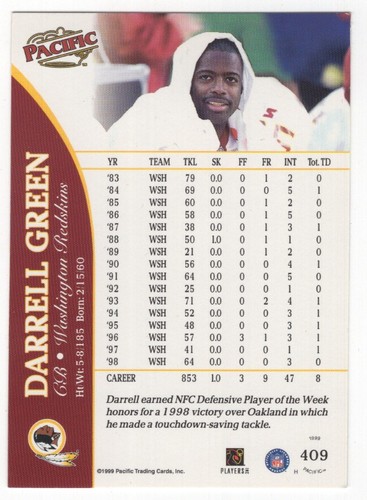 PACIFIC
DARRELL GREEN
CB • Washington Redskins
Ht/Wt: 5-8/185 Born: 2/15/60
YR TEAM TKL SK FF FR INT Tot. TD
'83 WSH 79 0.0 0 1 2 0
'84 WSH 69 0.0 0 0 5 1
'85 WSH 60 0.0 0 1 2 0
'86 WSH 58 0.0 0 1 5 0
'87 WSH 38 0.0 0 1 3 1
'88 WSH 50 1.0 0 1 1 0
'89 WSH 21 0.0 0 1 2 0
'90 WSH 56 0.0 0 0 4 1
'91 WSH 64 0.0 0 0 5 0
'92 WSH 25 0.0 0 0 1 0
'93 WSH 71 0.0 0 2 4 1
'94 WSH 52 0.0 0 0 3 1
'95 WSH 48 0.0 0 0 3 1
'96 WSH 57 0.0 3 1 3 1
'97 WSH 41 0.0 0 0 1 1
'98 WSH 64 0.0 0 0 3 0
CAREER 853 1.0 3 9 47 8
Darrell earned NFC Defensive Player of the Week
honors for a 1998 victory over Oakland in which
he made a touchdown-saving tackle.
©1999 Pacific Trading Cards, Inc.
PLAYERS
NFL
409
PACIFIC